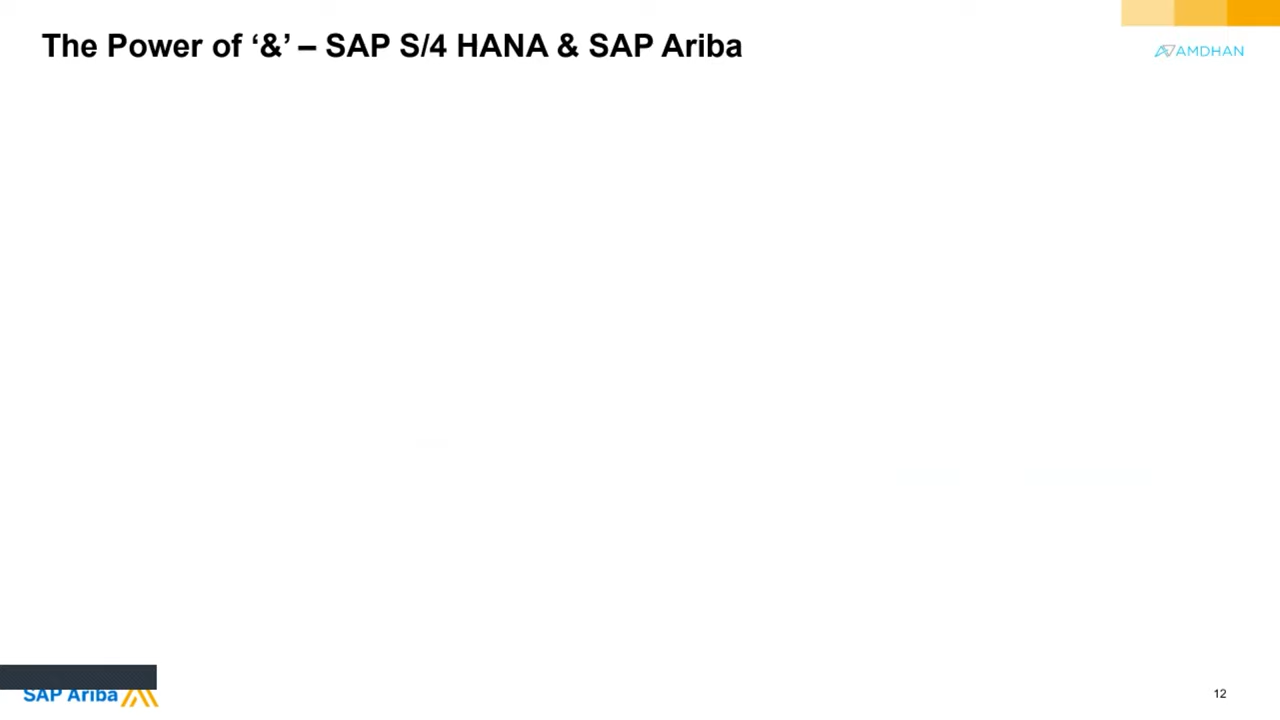 The Power of ‘&’ – SAP S/4 HANA & SAP Ariba
AMDHAN
SAP Ariba
12